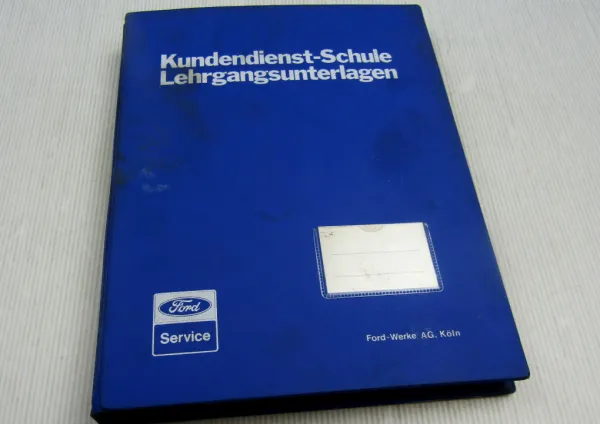 Kundendienst-Schule
Lehrgangsunterlagen
Ford
Service
Ford-Werke AG. Köln